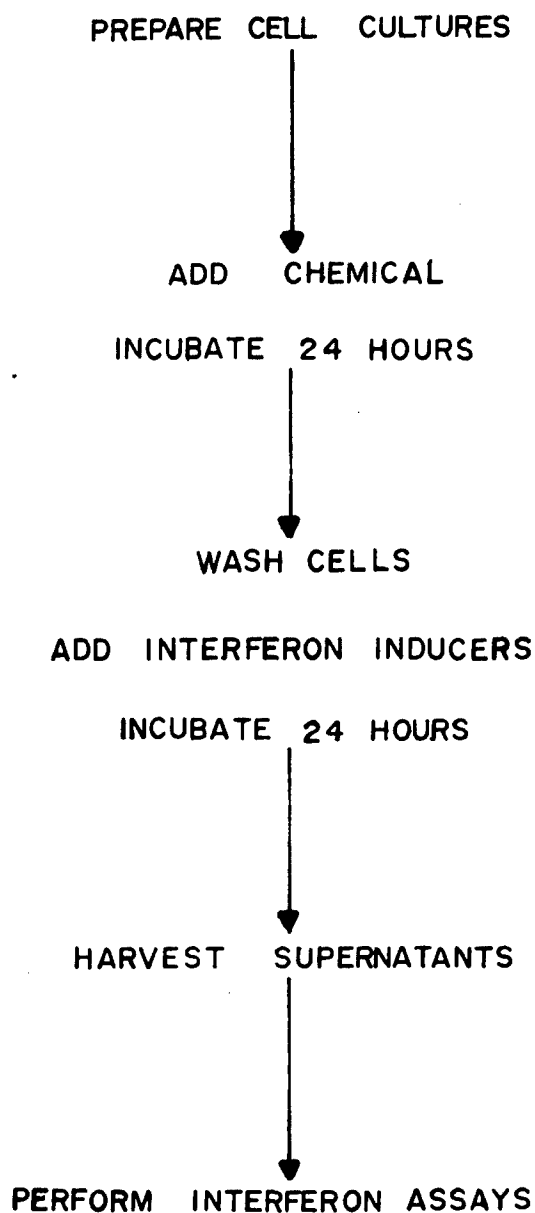 PREPARE CELL CULTURES
ADD CHEMICAL
INCUBATE 24 HOURS
WASH CELLS
ADD INTERFERON INDUCERS
INCUBATE 24 HOURS
HARVEST SUPERNATANTS
PERFORM INTERFERON ASSAYS